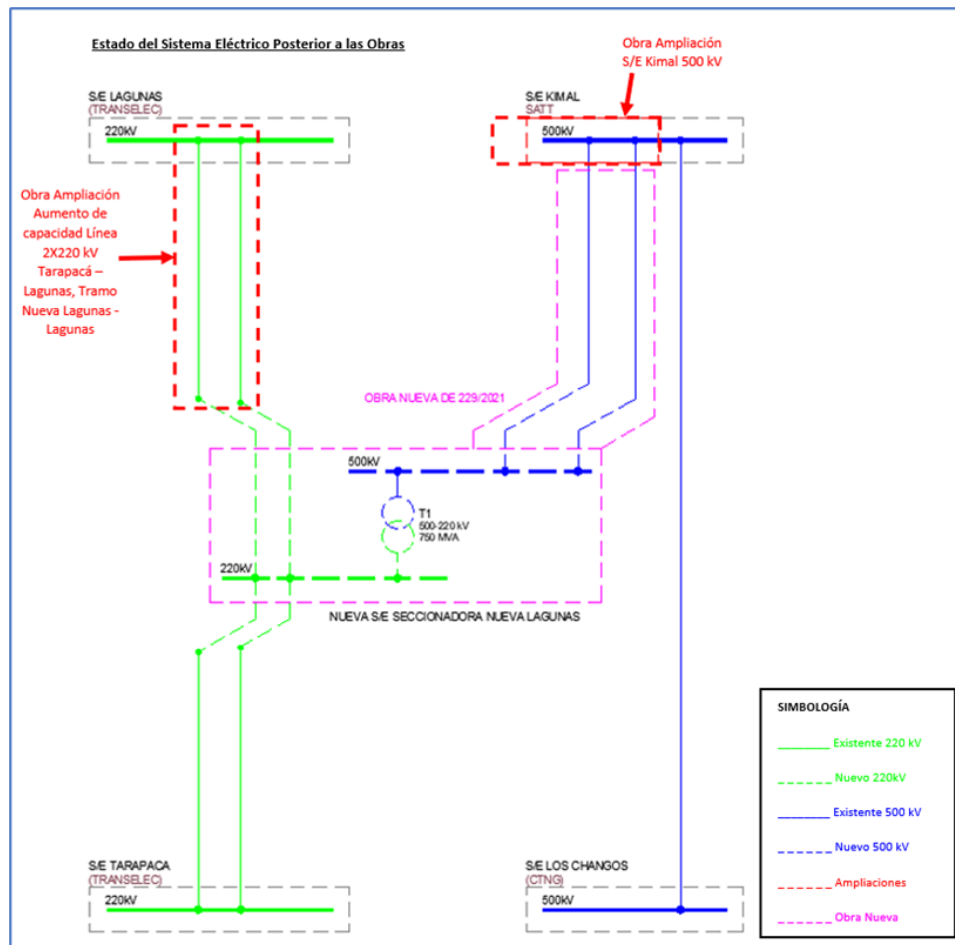 Estado del Sistema Eléctrico Posterior a las Obras
Obra Ampliación
S/E Kimal 500 kV
S/E LAGUNAS
(TRANSELEC)
220kV
S/E KIMAL
SATT
500kV
Obra Ampliación
Aumento de
capacidad Línea
2X220 kV
Tarapacá –
Lagunas, Tramo
Nueva Lagunas -
Lagunas
OBRA NUEVA DE 229/2021
500kV
T1
500-220 kV
750 MVA
220kV
NUEVA S/E SECCIONADORA NUEVA LAGUNAS
SIMBOLOGÍA
Existente 220 kV
Nuevo 220kV
Existente 500 kV
Nuevo 500 kV
Ampliaciones
Obra Nueva
S/E TARAPACA
(TRANSELEC)
220kV
S/E LOS CHANGOS
(CTNG)
500kV